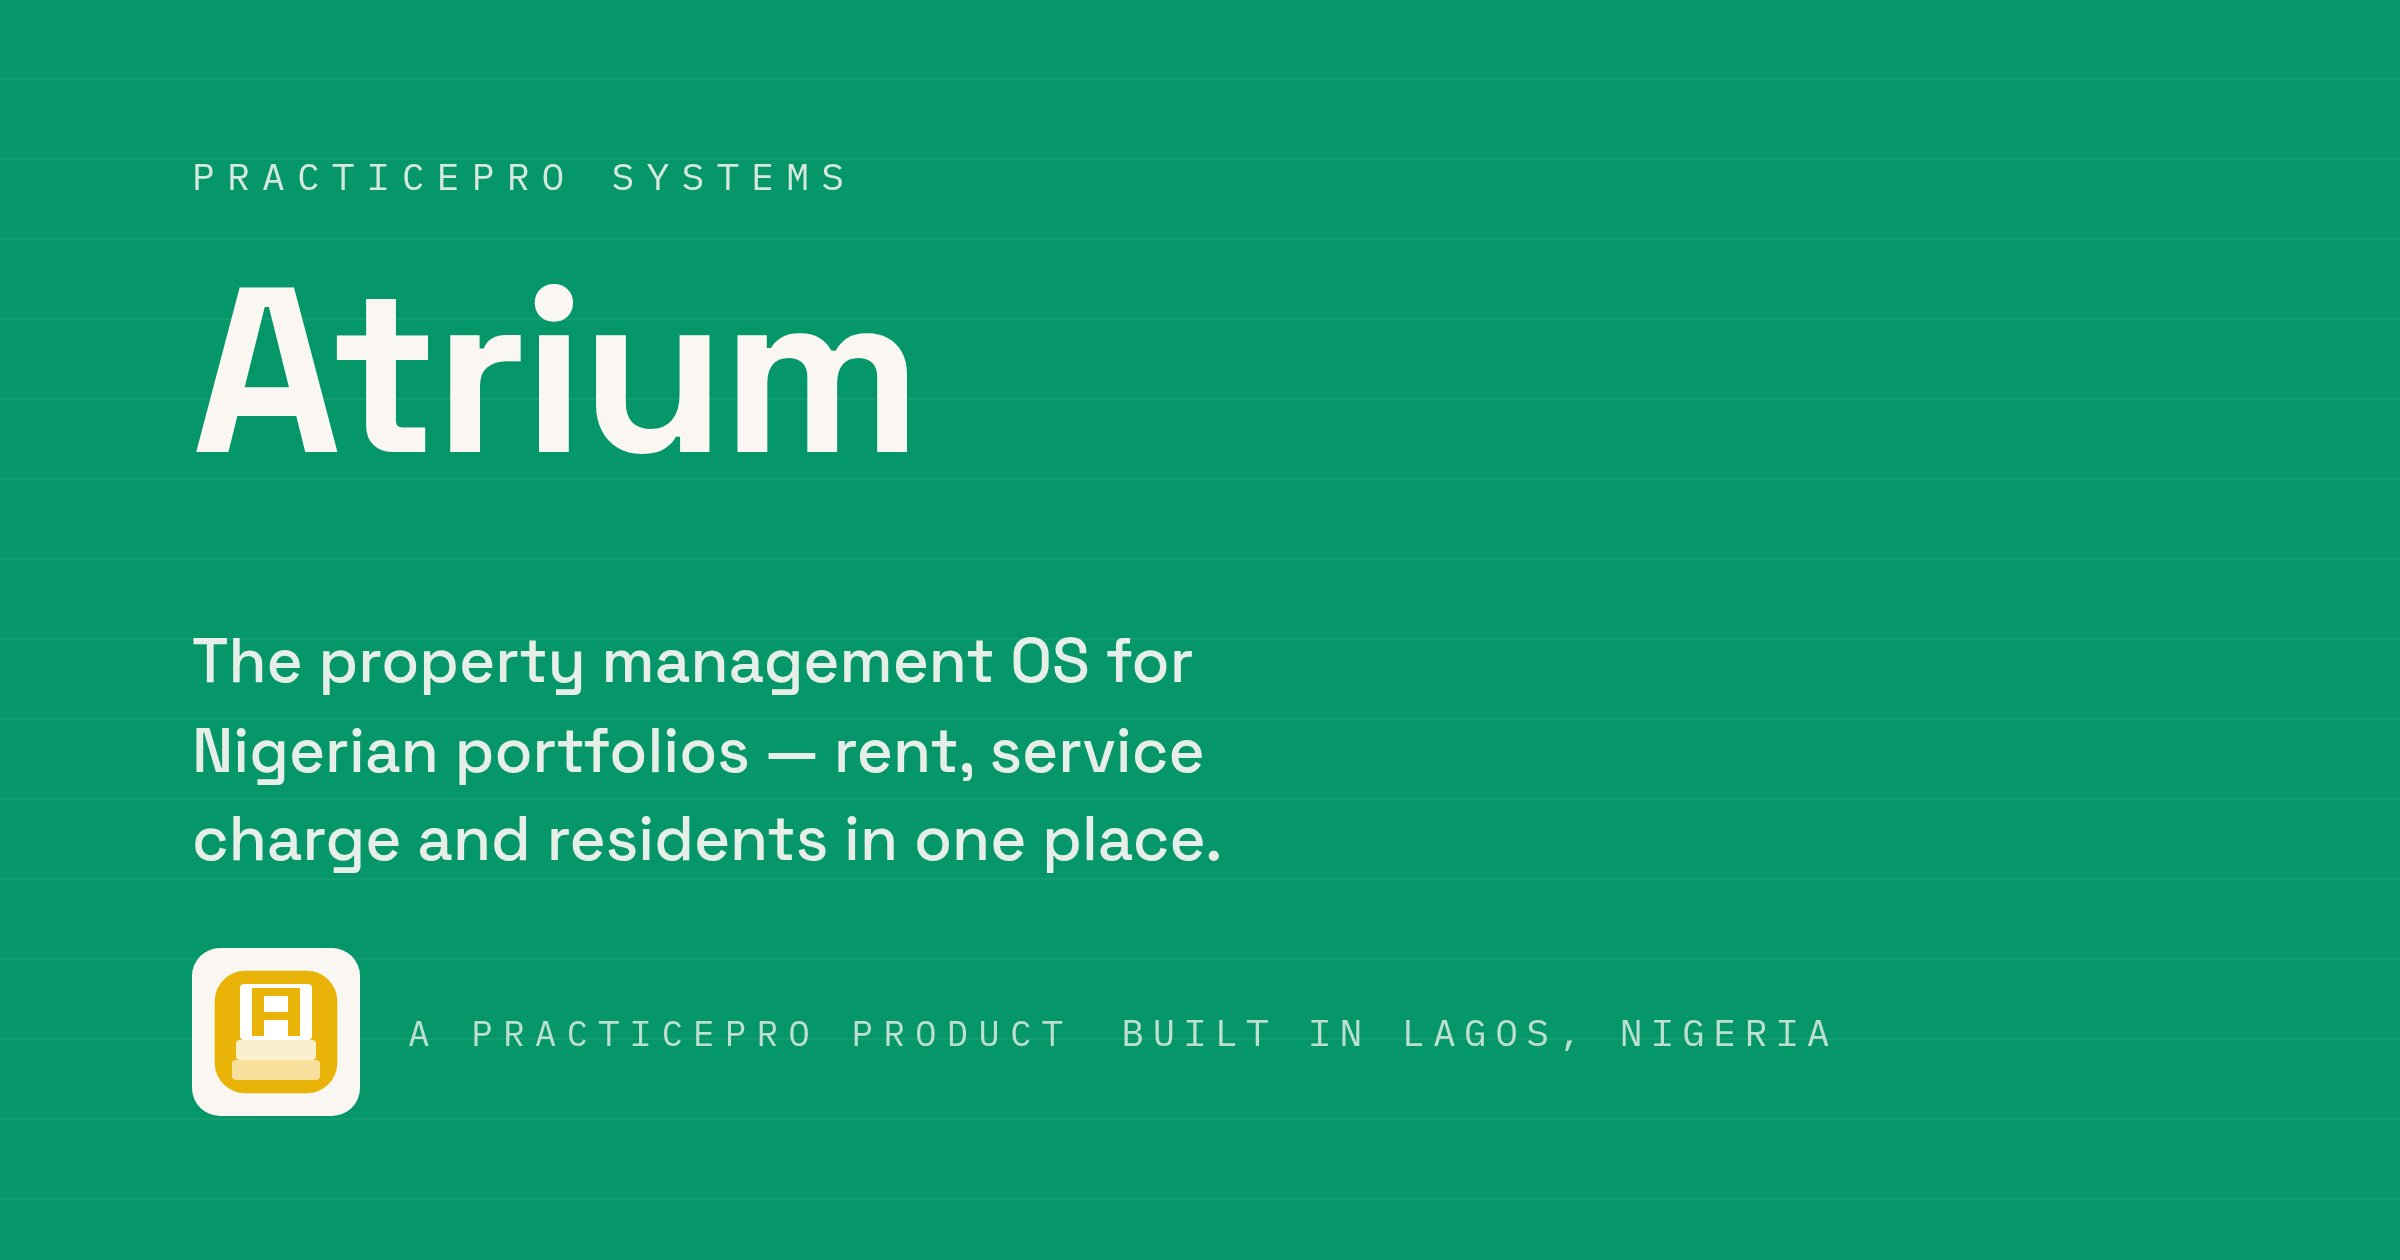 PRACTICEPRO SYSTEMS
Atrium
The property management OS for
Nigerian portfolios — rent, service
charge and residents in one place.
A
A PRACTICEPRO PRODUCT BUILT IN LAGOS, NIGERIA